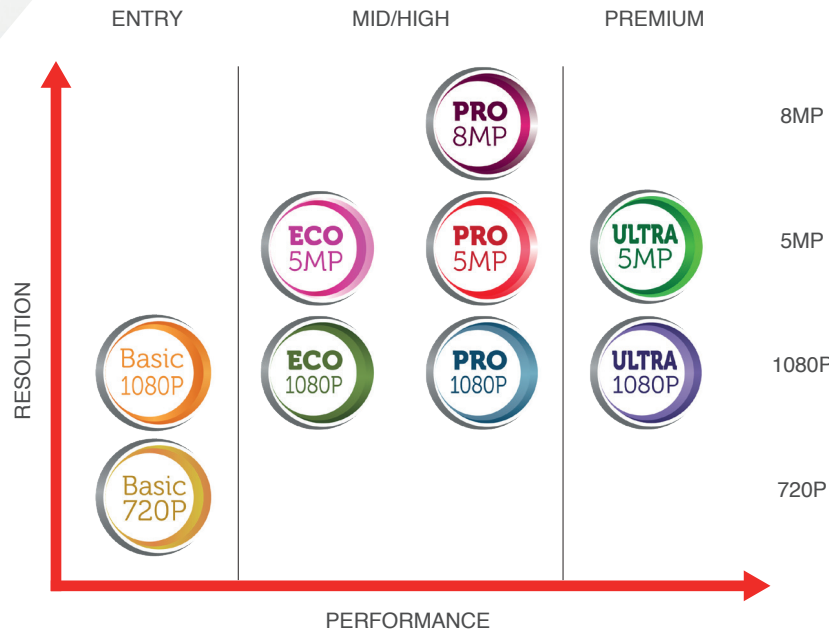 ENTRY MID/HIGH PREMIUM
PRO
8MP
8MP
ECO
5MP
PRO
5MP
ULTRA
5MP
5MP
RESOLUTION
Basic
1080P
ECO
1080P
PRO
1080P
ULTRA
1080P
1080P
Basic
720P
720P
PERFORMANCE